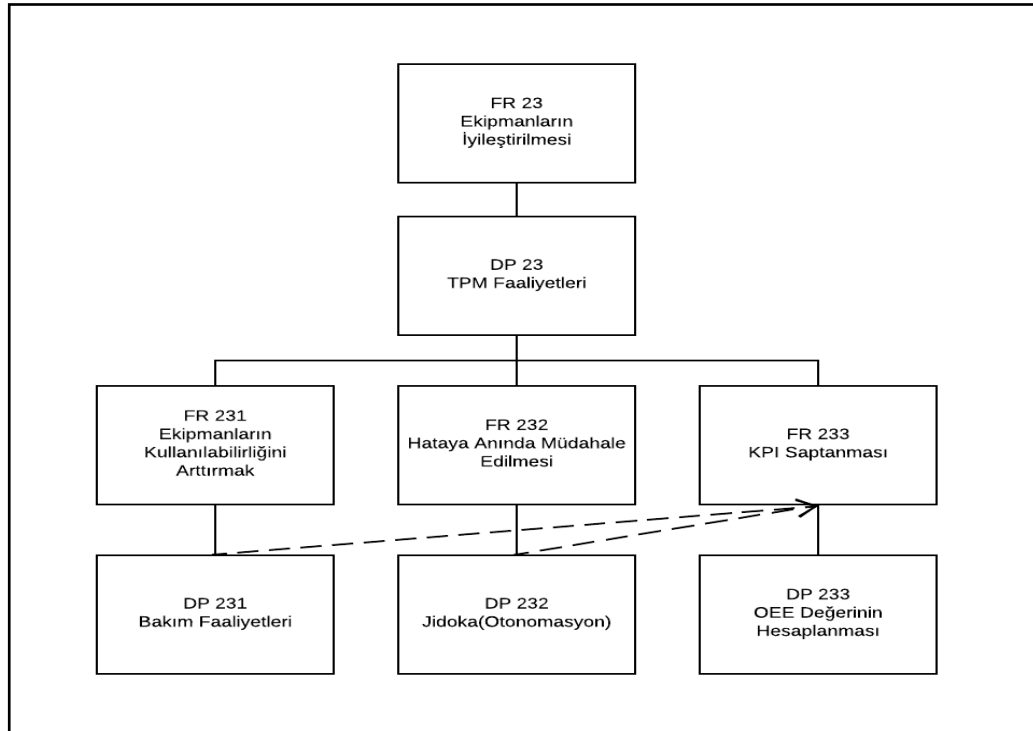 FR 23
Ekipmanların
İyileştirilmesi
DP 23
TPM Faaliyetleri
FR 231
Ekipmanların
Kullanılabilirliğini
Arttırmak
FR 232
Hataya Anında Müdahale
Edilmesi
FR 233
KPI Saptanması
DP 231
Bakım Faaliyetleri
DP 232
Jidoka(Otonomasyon)
DP 233
OEE Değerinin
Hesaplanması